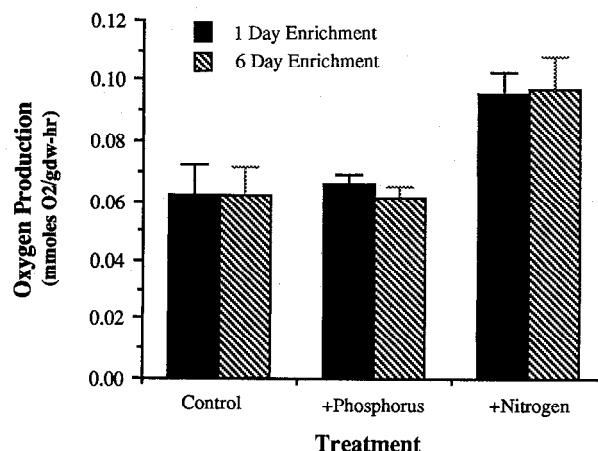 1 Day Enrichment
6 Day Enrichment
Oxygen Production
(mmoles O2/gdw-hr)
0.12
0.10
0.08
0.06
0.04
0.02
0.00
Control
+Phosphorus
+Nitrogen
Treatment